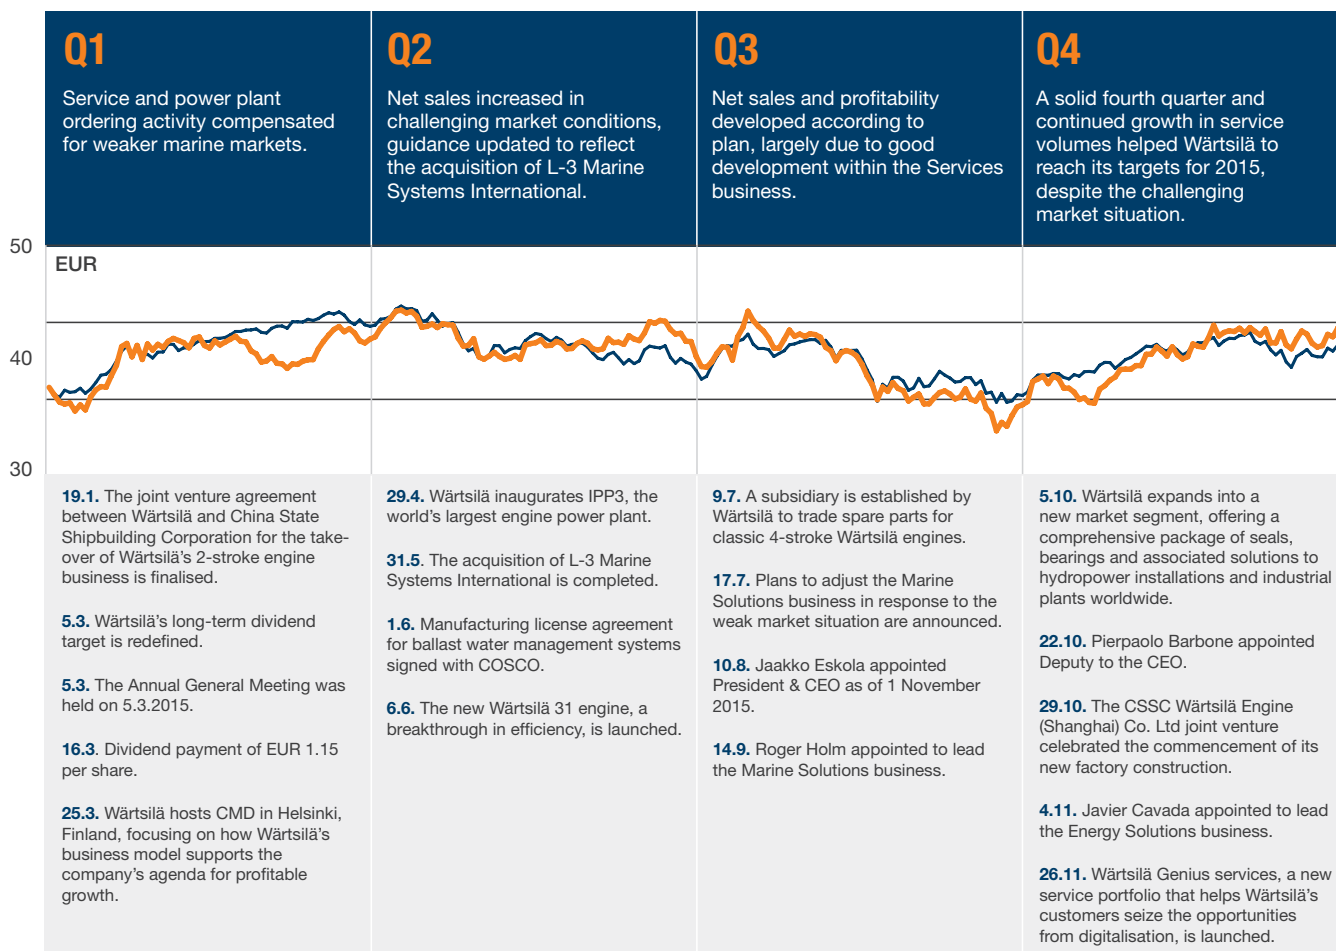 Q1
Service and power plant
ordering activity compensated
for weaker marine markets.
Q2
Net sales increased in
challenging market conditions,
guidance updated to reflect
the acquisition of L-3 Marine
Systems International.
Q3
Net sales and profitability
developed according to
plan, largely due to good
development within the Services
business.
Q4
A solid fourth quarter and
continued growth in service
volumes helped Wärtsilä to
reach its targets for 2015,
despite the challenging
market situation.
50
EUR
40
30
19.1. The joint venture agreement
between Wärtsilä and China State
Shipbuilding Corporation for the take-
over of Wärtsilä’s 2-stroke engine
business is finalised.
5.3. Wärtsilä’s long-term dividend
target is redefined.
5.3. The Annual General Meeting was
held on 5.3.2015.
16.3. Dividend payment of EUR 1.15
per share.
25.3. Wärtsilä hosts CMD in Helsinki,
Finland, focusing on how Wärtsilä’s
business model supports the
company’s agenda for profitable
growth.
29.4. Wärtsilä inaugurates IPP3, the
world’s largest engine power plant.
31.5. The acquisition of L-3 Marine
Systems International is completed.
1.6. Manufacturing license agreement
for ballast water management systems
signed with COSCO.
6.6. The new Wärtsilä 31 engine, a
breakthrough in efficiency, is launched.
9.7. A subsidiary is established by
Wärtsilä to trade spare parts for
classic 4-stroke Wärtsilä engines.
17.7. Plans to adjust the Marine
Solutions business in response to the
weak market situation are announced.
10.8. Jaakko Eskola appointed
President & CEO as of 1 November
2015.
14.9. Roger Holm appointed to lead
the Marine Solutions business.
5.10. Wärtsilä expands into a
new market segment, offering a
comprehensive package of seals,
bearings and associated solutions to
hydropower installations and industrial
plants worldwide.
22.10. Pierpaolo Barbone appointed
Deputy to the CEO.
29.10. The CSSC Wärtsilä Engine
(Shanghai) Co. Ltd joint venture
celebrated the commencement of its
new factory construction.
4.11. Javier Cavada appointed to lead
the Energy Solutions business.
26.11. Wärtsilä Genius services, a new
service portfolio that helps Wärtsilä’s
customers seize the opportunities
from digitalisation, is launched.